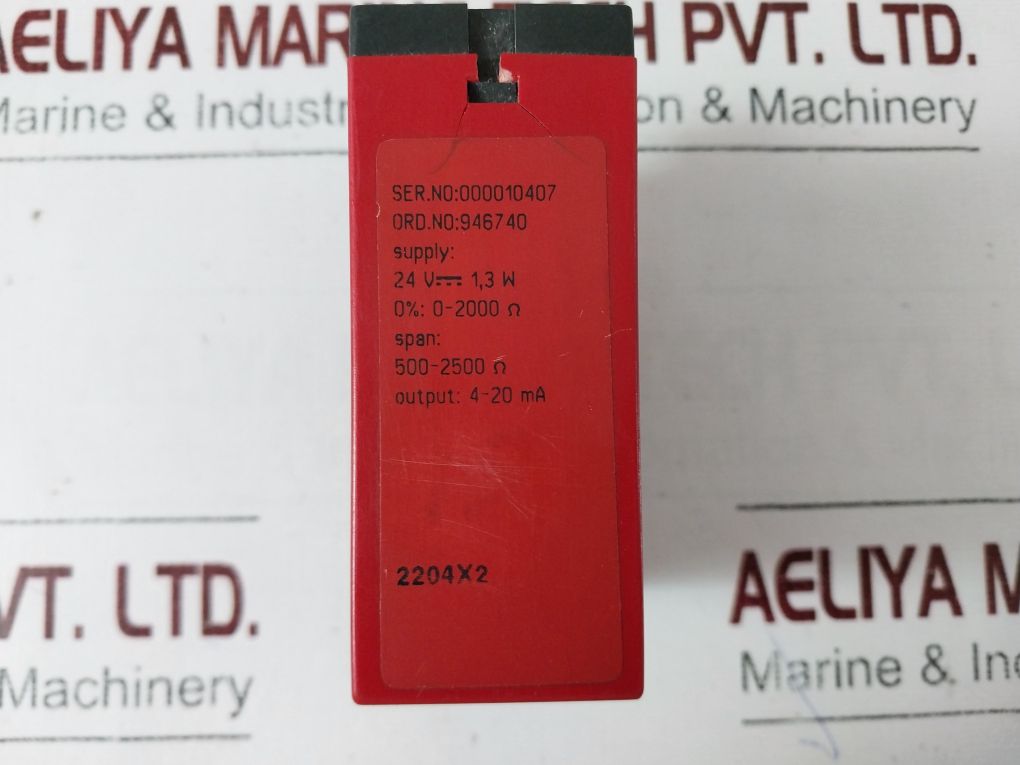 AELIYA MAR H PVT. LTD.
Marine & Industr on & Machinery
SER.NO:000010407
ORD.NO:946740
supply:
24 V⎓ 1,3 W
0%: 0-2000 Ω
span:
500-2500 Ω
output: 4-20 mA
2204X2
VT. LTD.
Machinery
AELIYA M
Marine & Ind